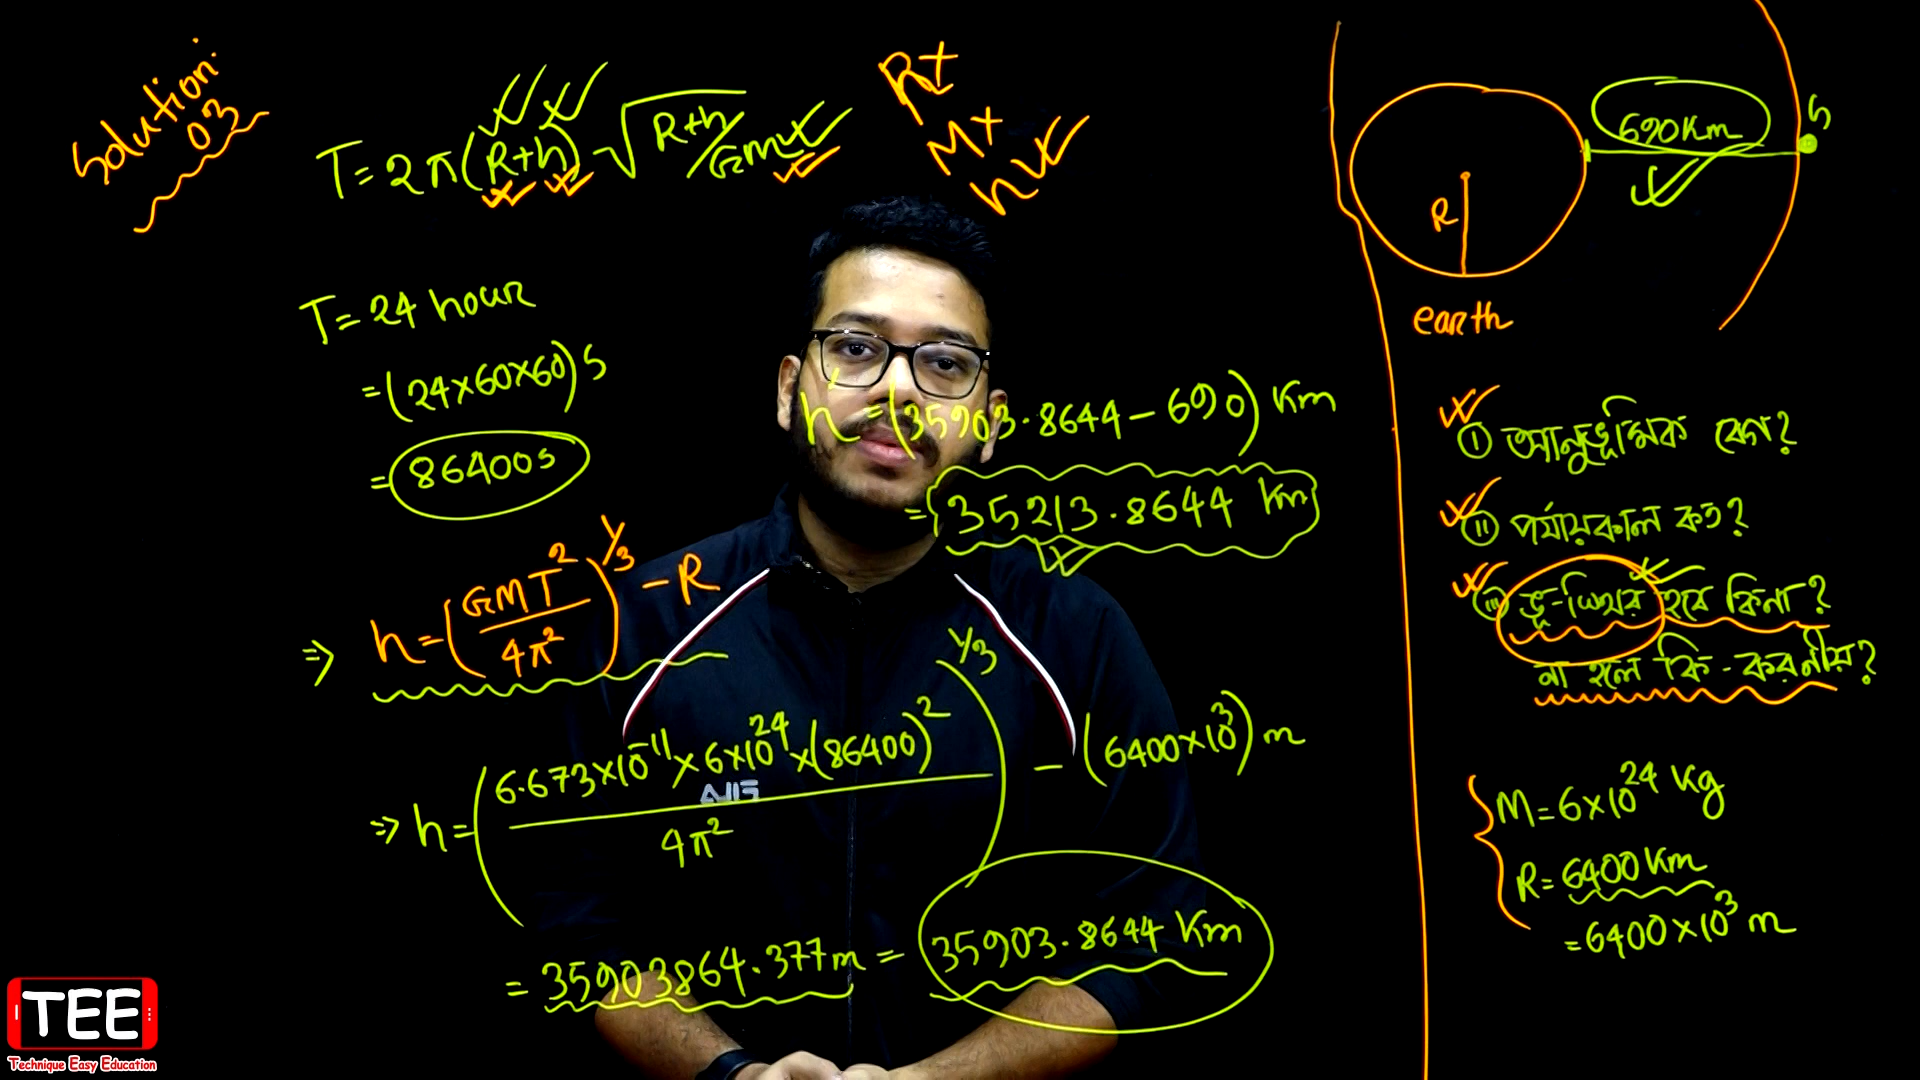 Solution:
03
T = 2π(R+h) √R+h/GM
R×
M×
h✓
T = 24 hour
= (24×60×60) s
= 86400s
⇒ h = (GMT²/4π²)^1/3 − R
⇒ h = (6.673×10⁻¹¹ × 6×10²⁴ × (86400)²/4π²)^1/3 − (6400×10³) m
= 35903864.377m = 35903.8644 Km
h = (35903.8644 − 690) Km
= 35213.8644 Km
690Km
S
R
earth
(i) আনুভূমিক বেগ?
(ii) পর্যায়কাল কত?
(iii) ভূ-স্থির হবে কিনা?
না হলে কি - করনীয়?
M = 6×10²⁴ Kg
R = 6400 Km
= 6400×10³ m
TEE
Technique Easy Education